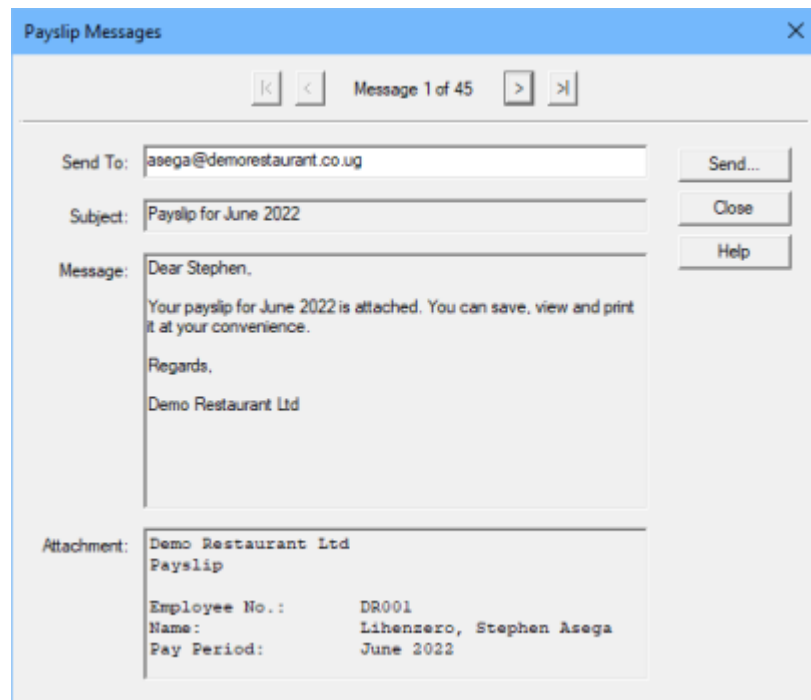 Payslip Messages
|< < Message 1 of 45 > >|
Send To: asega@demorestaurant.co.ug
Send...
Subject: Payslip for June 2022
Close
Help
Message: Dear Stephen,
Your payslip for June 2022 is attached. You can save, view and print
it at your convenience.
Regards,
Demo Restaurant Ltd
Attachment: Demo Restaurant Ltd
Payslip
Employee No.: DR001
Name: Lihenzero, Stephen Asega
Pay Period: June 2022